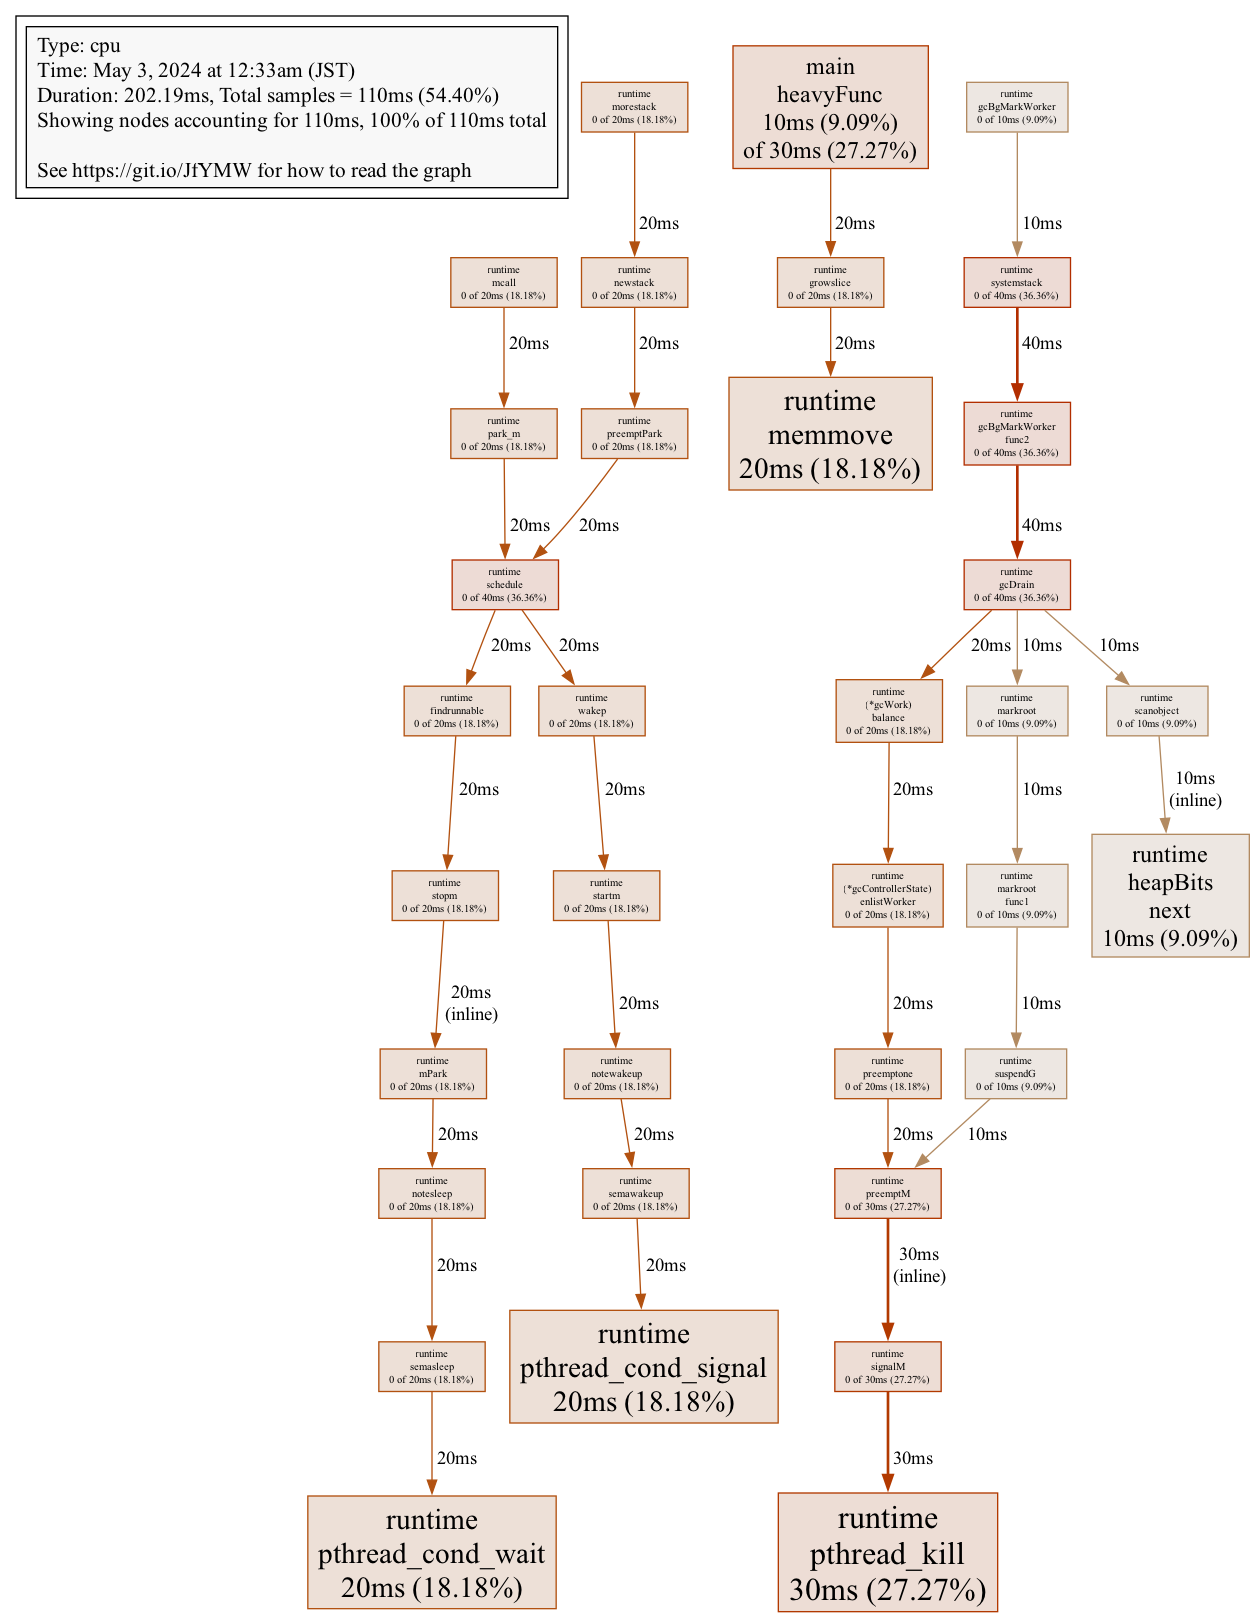 Type: cpu
Time: May 3, 2024 at 12:33am (JST)
Duration: 202.19ms, Total samples = 110ms (54.40%)
Showing nodes accounting for 110ms, 100% of 110ms total
See https://git.io/JfYMW for how to read the graph
runtime
morestack
0 of 20ms (18.18%)
main
heavyFunc
10ms (9.09%)
of 30ms (27.27%)
runtime
gcBgMarkWorker
0 of 10ms (9.09%)
20ms
20ms
10ms
runtime
mcall
0 of 20ms (18.18%)
runtime
newstack
0 of 20ms (18.18%)
runtime
growslice
0 of 20ms (18.18%)
runtime
systemstack
0 of 40ms (36.36%)
20ms
20ms
20ms
40ms
runtime
park_m
0 of 20ms (18.18%)
runtime
preemptPark
0 of 20ms (18.18%)
runtime
memmove
20ms (18.18%)
runtime
gcBgMarkWorker
func2
0 of 40ms (36.36%)
20ms
20ms
40ms
runtime
schedule
0 of 40ms (36.36%)
runtime
gcDrain
0 of 40ms (36.36%)
20ms
20ms
20ms
10ms
10ms
runtime
findrunnable
0 of 20ms (18.18%)
runtime
wakep
0 of 20ms (18.18%)
runtime
(*gcWork)
balance
0 of 20ms (18.18%)
runtime
markroot
0 of 10ms (9.09%)
runtime
scanobject
0 of 10ms (9.09%)
20ms
20ms
20ms
10ms
10ms
(inline)
runtime
stopm
0 of 20ms (18.18%)
runtime
startm
0 of 20ms (18.18%)
runtime
(*gcControllerState)
enlistWorker
0 of 20ms (18.18%)
runtime
markroot
func1
0 of 10ms (9.09%)
runtime
heapBits
next
10ms (9.09%)
20ms
(inline)
20ms
20ms
10ms
runtime
mPark
0 of 20ms (18.18%)
runtime
notewakeup
0 of 20ms (18.18%)
runtime
preemptone
0 of 20ms (18.18%)
runtime
suspendG
0 of 10ms (9.09%)
20ms
20ms
20ms
10ms
runtime
notesleep
0 of 20ms (18.18%)
runtime
semawakeup
0 of 20ms (18.18%)
runtime
preemptM
0 of 30ms (27.27%)
20ms
20ms
30ms
(inline)
runtime
semasleep
0 of 20ms (18.18%)
runtime
pthread_cond_signal
20ms (18.18%)
runtime
signalM
0 of 30ms (27.27%)
20ms
30ms
runtime
pthread_cond_wait
20ms (18.18%)
runtime
pthread_kill
30ms (27.27%)